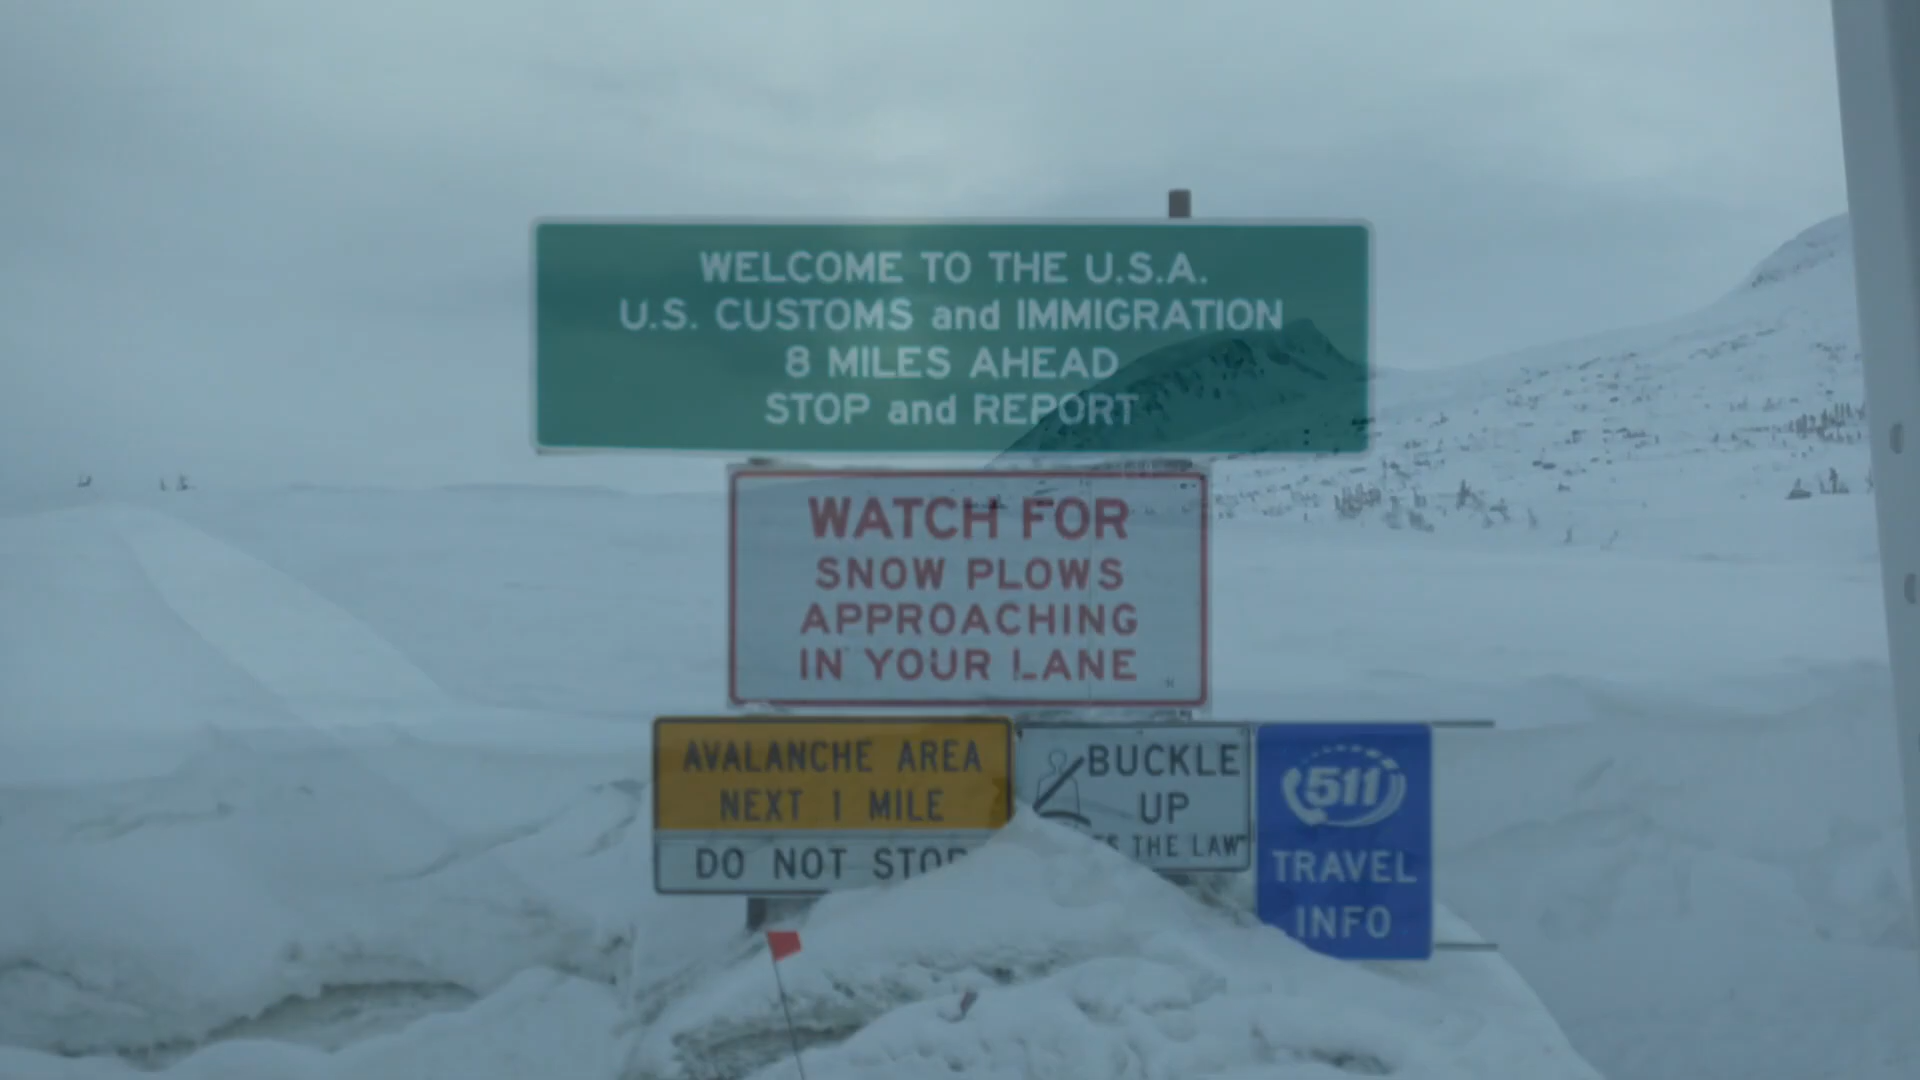 WELCOME TO THE U.S.A.
U.S. CUSTOMS and IMMIGRATION
8 MILES AHEAD
STOP and REPORT
WATCH FOR
SNOW PLOWS
APPROACHING
IN YOUR LANE
AVALANCHE AREA
NEXT 1 MILE
DO NOT STOP
BUCKLE
UP
THE LAW
511
TRAVEL
INFO